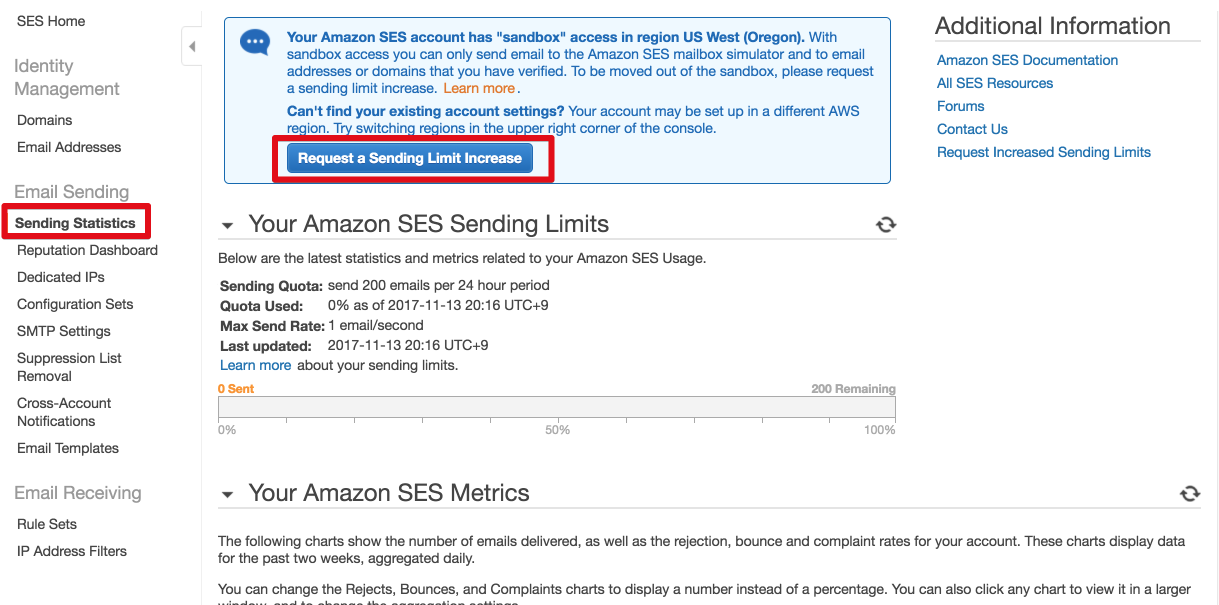 SES Home
Identity
Management
Domains
Email Addresses
Email Sending
Sending Statistics
Reputation Dashboard
Dedicated IPs
Configuration Sets
SMTP Settings
Suppression List
Removal
Cross-Account
Notifications
Email Templates
Email Receiving
Rule Sets
IP Address Filters
Your Amazon SES account has "sandbox" access in region US West (Oregon). With
sandbox access you can only send email to the Amazon SES mailbox simulator and to email
addresses or domains that you have verified. To be moved out of the sandbox, please request
a sending limit increase. Learn more.
Can't find your existing account settings? Your account may be set up in a different AWS
region. Try switching regions in the upper right corner of the console.
Request a Sending Limit Increase
Your Amazon SES Sending Limits
Below are the latest statistics and metrics related to your Amazon SES Usage.
Sending Quota: send 200 emails per 24 hour period
Quota Used: 0% as of 2017-11-13 20:16 UTC+9
Max Send Rate: 1 email/second
Last updated: 2017-11-13 20:16 UTC+9
Learn more about your sending limits.
0 Sent 200 Remaining
0% 50% 100%
Your Amazon SES Metrics
The following charts show the number of emails delivered, as well as the rejection, bounce and complaint rates for your account. These charts display data
for the past two weeks, aggregated daily.
You can change the Rejects, Bounces, and Complaints charts to display a number instead of a percentage. You can also click any chart to view it in a larger
window, and to change the aggregation settings.
Additional Information
Amazon SES Documentation
All SES Resources
Forums
Contact Us
Request Increased Sending Limits